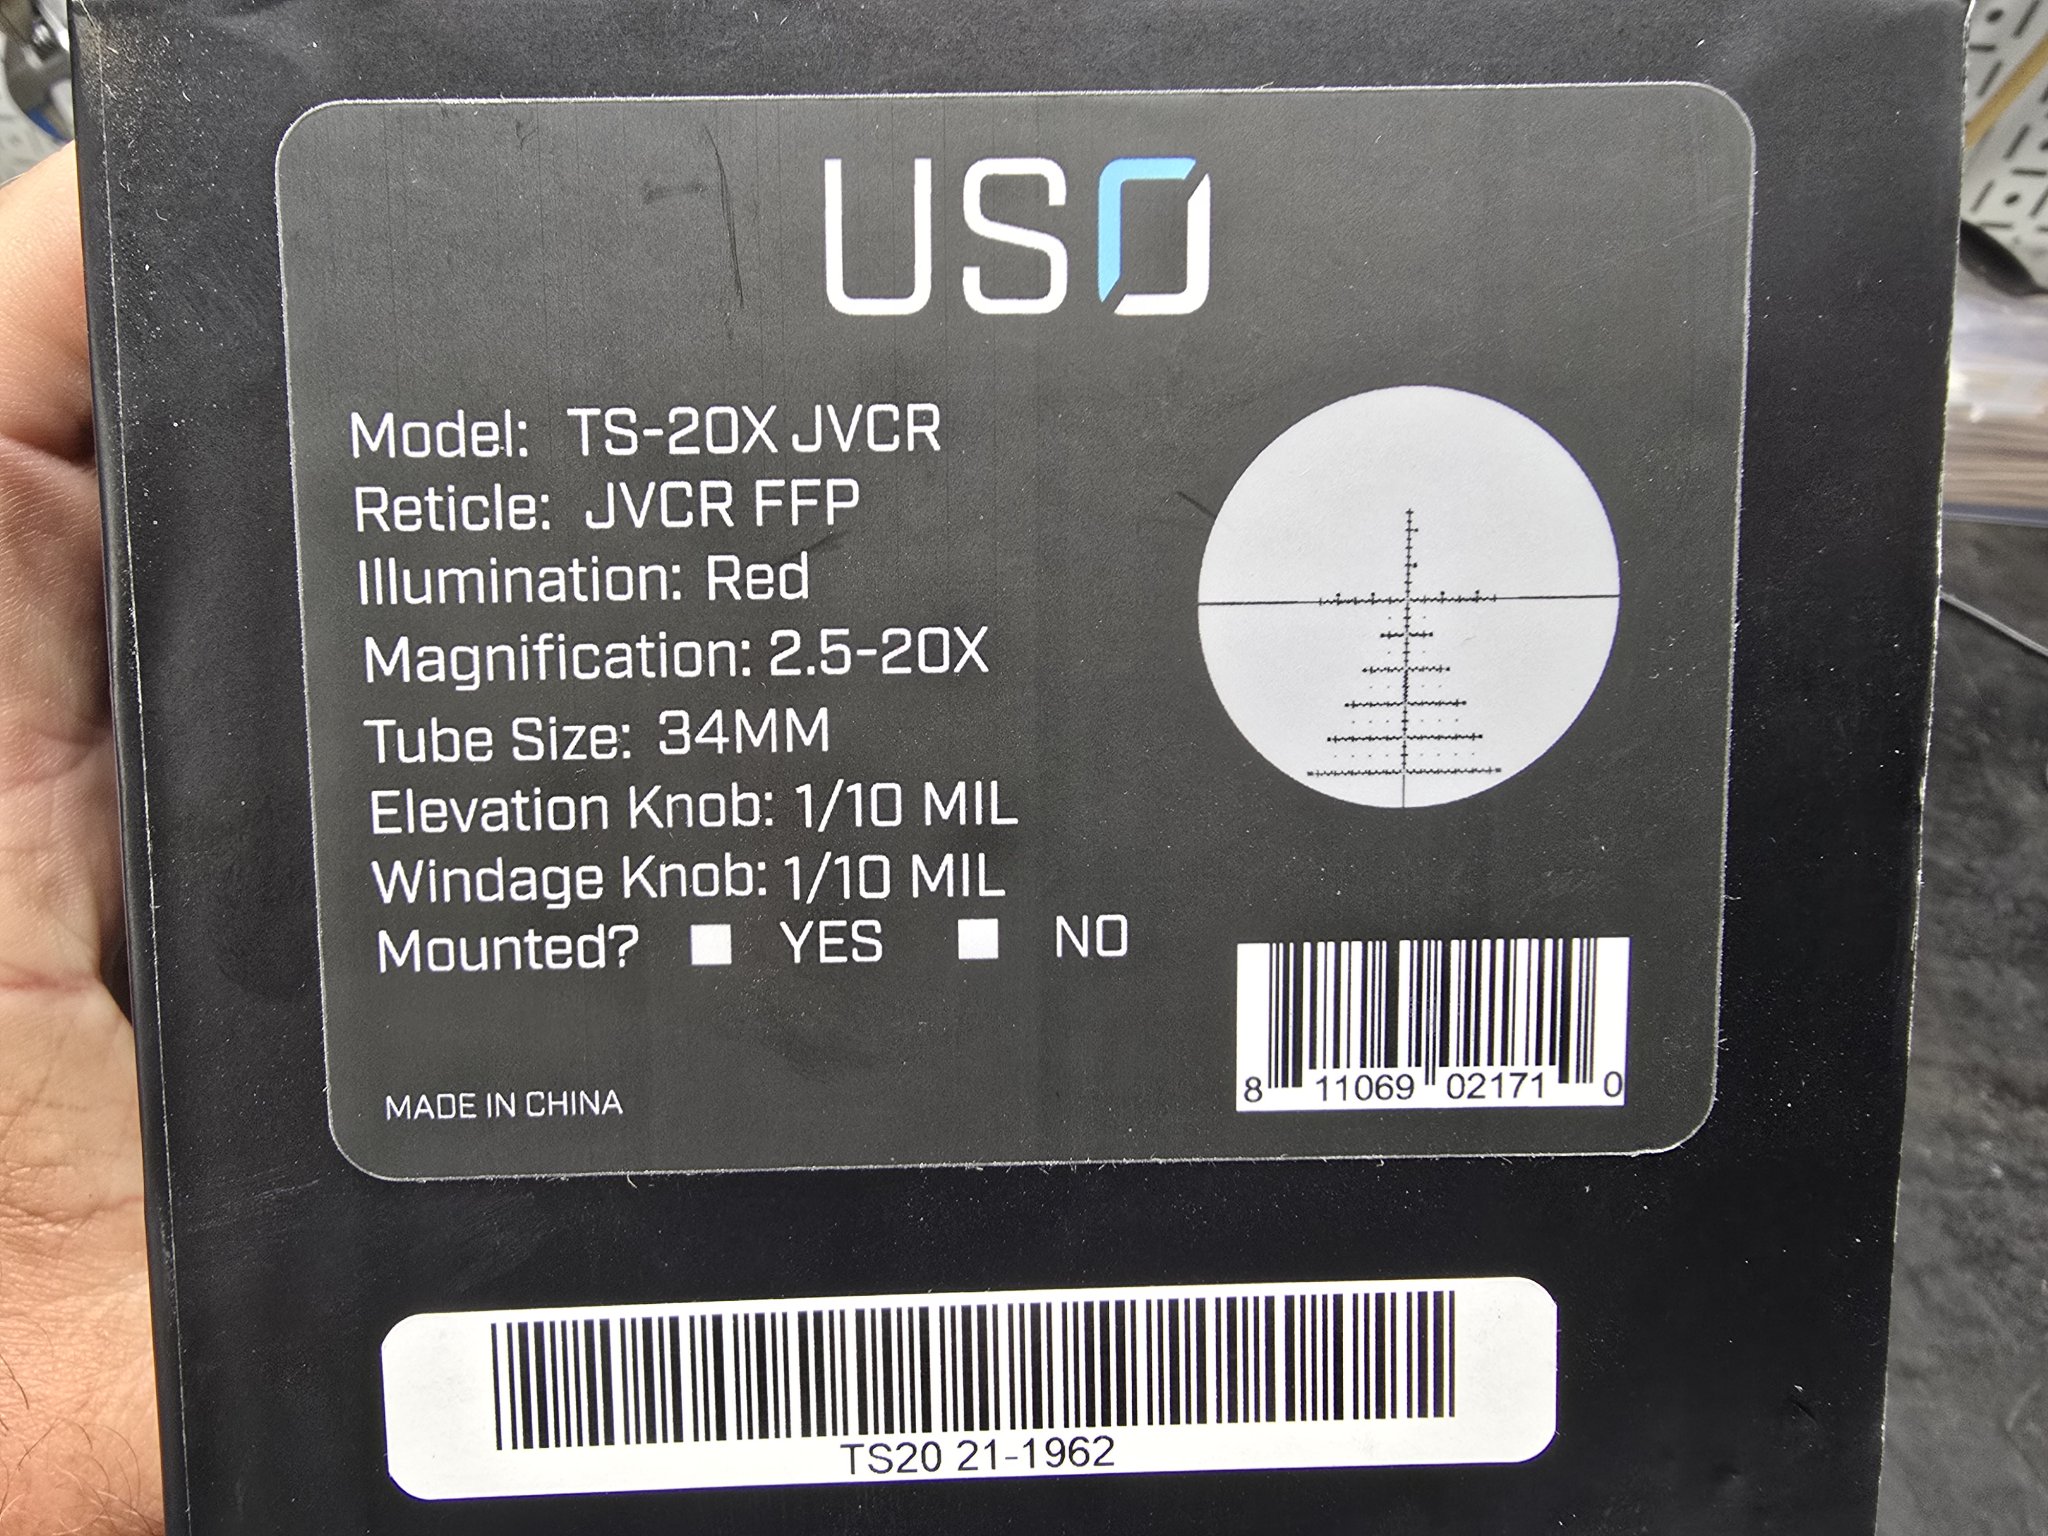 USO
Model: TS-20X JVCR
Reticle: JVCR FFP
Illumination: Red
Magnification: 2.5-20X
Tube Size: 34MM
Elevation Knob: 1/10 MIL
Windage Knob: 1/10 MIL
Mounted? YES NO
MADE IN CHINA
8 11069 02171 0
TS20 21-1962